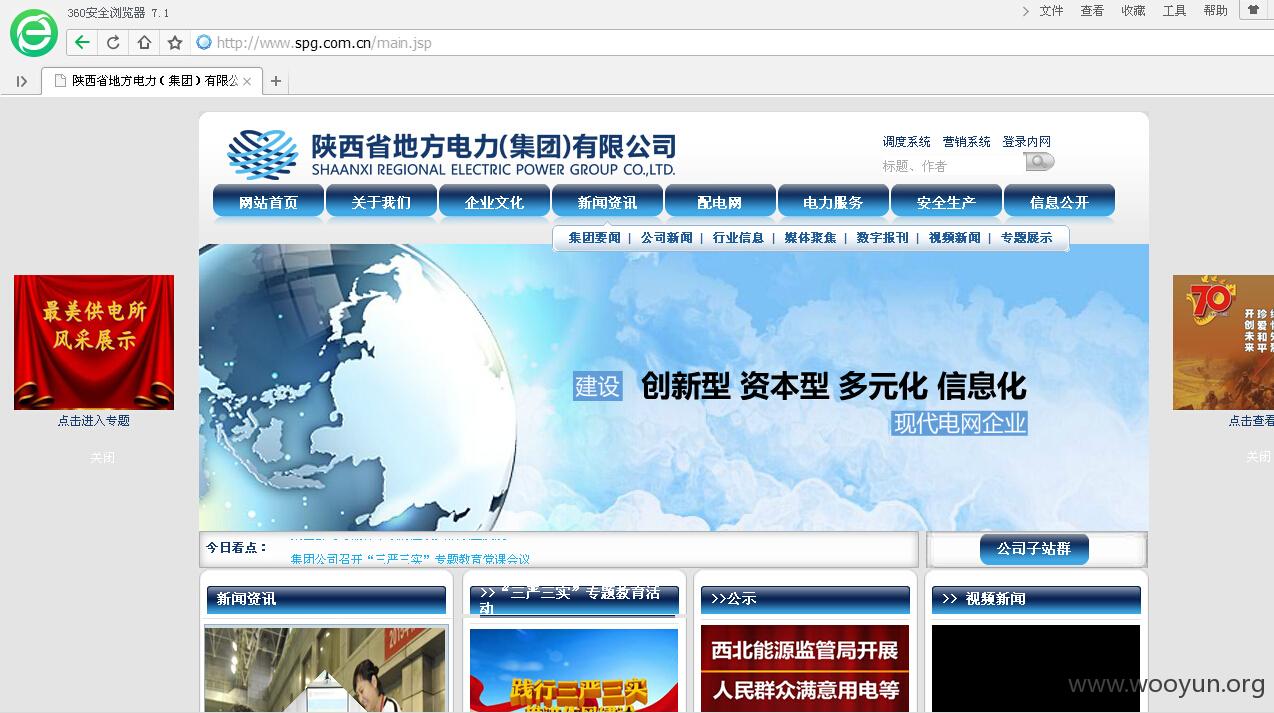 360安全浏览器 7.1
文件 查看 收藏 工具 帮助
http://www.spg.com.cn/main.jsp
陕西省地方电力(集团)有限公
陕西省地方电力(集团)有限公司
SHAANXI REGIONAL ELECTRIC POWER GROUP CO.,LTD.
调度系统 营销系统 登录内网
标题、作者
网站首页 关于我们 企业文化 新闻资讯 配电网 电力服务 安全生产 信息公开
集团要闻 | 公司新闻 | 行业信息 | 媒体聚焦 | 数字报刊 | 视频新闻 | 专题展示
最美供电所
风采展示
点击进入专题
关闭
建设 创新型 资本型 多元化 信息化
现代电网企业
70
开创未来
珍爱和平
点击查看
关闭
今日看点:
集团公司召开“三严三实”专题教育党课会议
公司子站群
新闻资讯
>>“三严三实”专题教育活
动
>>公示
>> 视频新闻
践行三严三实
西北能源监管局开展
人民群众满意用电等
www.wooyun.org